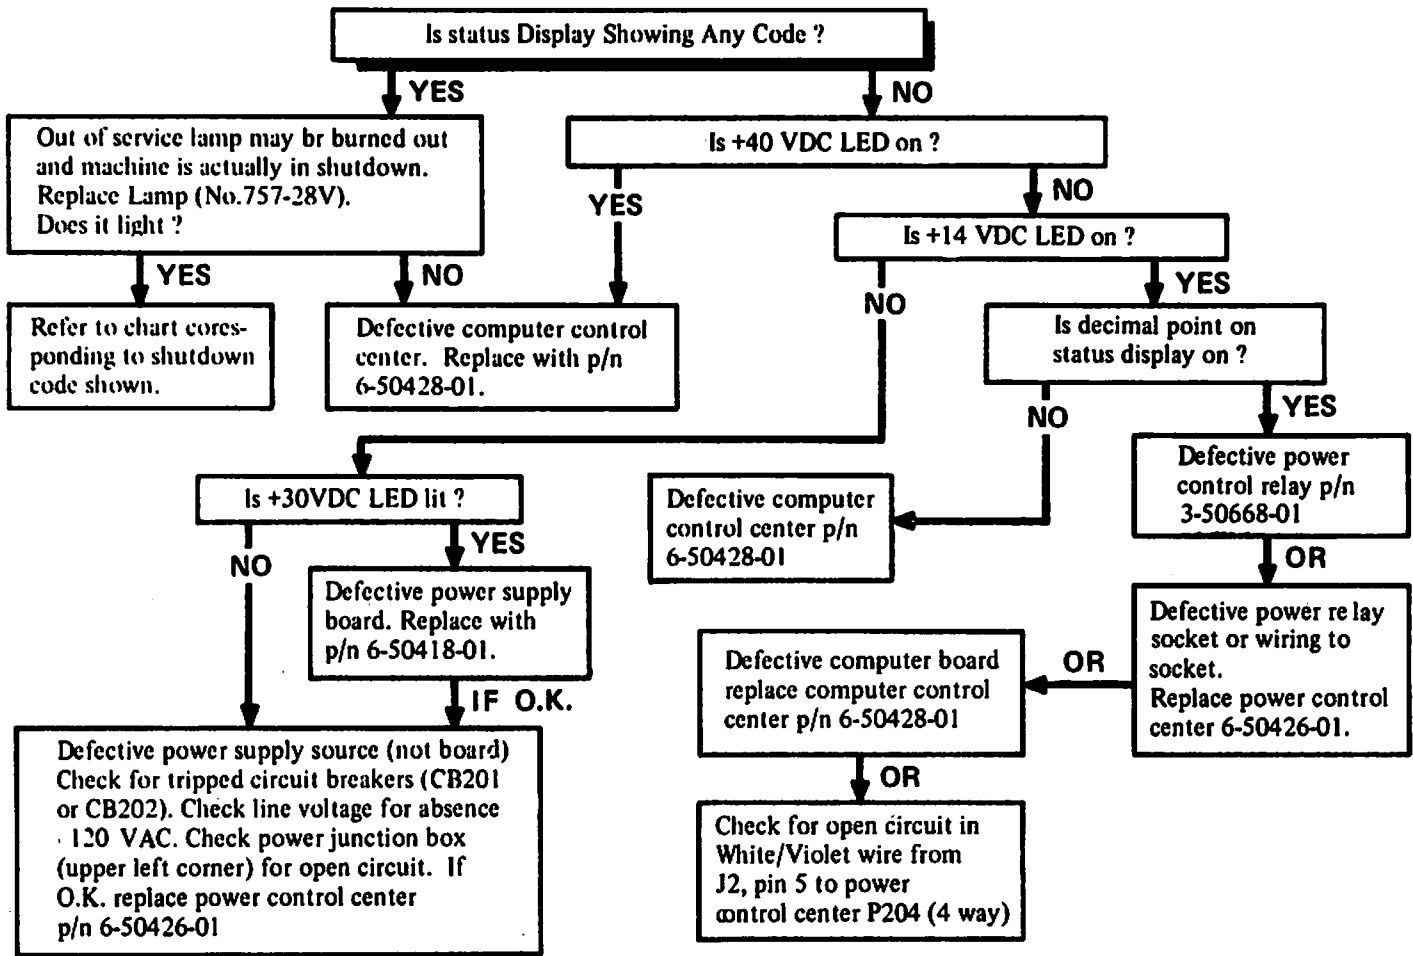 Is status Display Showing Any Code ?
YES
NO
Out of service lamp may br burned out
and machine is actually in shutdown.
Replace Lamp (No.757-28V).
Does it light ?
Is +40 VDC LED on ?
YES
NO
Is +14 VDC LED on ?
YES
NO
NO
YES
Refer to chart cores-
ponding to shutdown
code shown.
Defective computer control
center. Replace with p/n
6-50428-01.
Is decimal point on
status display on ?
NO
YES
Is +30VDC LED lit ?
Defective computer
control center p/n
6-50428-01
Defective power
control relay p/n
3-50668-01
NO
YES
OR
Defective power supply
board. Replace with
p/n 6-50418-01.
Defective power relay
socket or wiring to
socket.
Replace power control
center 6-50426-01.
OR
Defective computer board
replace computer control
center p/n 6-50428-01
IF O.K.
Defective power supply source (not board)
Check for tripped circuit breakers (CB201
or CB202). Check line voltage for absence
120 VAC. Check power junction box
(upper left corner) for open circuit. If
O.K. replace power control center
p/n 6-50426-01
OR
Check for open circuit in
White/Violet wire from
J2, pin 5 to power
control center P204 (4 way)